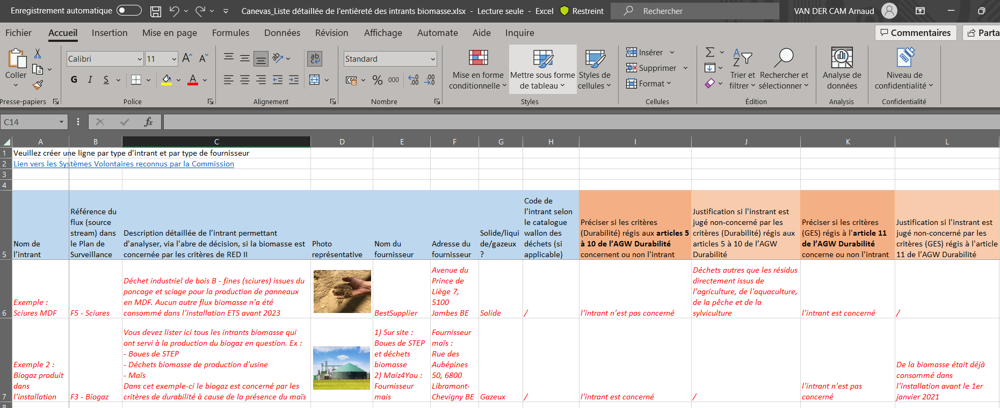 Enregistrement automatique
Canevas_Liste détaillée de l'entièreté des intrants biomasse.xlsx - Lecture seule - Excel
Restreint
Rechercher
VAN DER CAM Arnaud
Fichier
Accueil
Insertion
Mise en page
Formules
Données
Révision
Affichage
Automate
Aide
Inquire
Commentaires
Parta
Coller
Presse-papiers
Calibri
11
G I S
Police
ab
Alignement
Standard
% 000
Nombre
Mise en forme
conditionnelle
Mettre sous forme
de tableau
Styles de
cellules
Styles
Insérer
Supprimer
Format
Cellules
Trier et
filtrer
Rechercher et
sélectionner
Édition
Analyse de
données
Analysis
Niveau de
confidentialité
Confidentialité
C14
fx
A B C D E F G H I J K L
1 Veuillez créer une ligne par type d'intrant et par type de fournisseur
2 Lien vers les Systèmes Volontaires reconnus par la Commission
3
4
5
Nom de
l’intrant
Référence du
flux (source
stream) dans
le Plan de
Surveillance
Description détaillée de l’intrant permettant
d'analyser, via l'abre de décision, si la biomasse est
concernée par les critères de RED II
Photo
représentative
Nom du
fournisseur
Adresse du
fournisseur
Solide/liqui
de/gazeux
?
Code de
l’intrant selon
le catalogue
wallon des
déchets (si
applicable)
Préciser si les critères
(Durabilité) régis aux articles 5
à 10 de l’AGW Durabilité
concernent ou non l'intrant
Justification si l'instrant est
jugé non-concerné par les
critères (Durabilité) régis aux
articles 5 à 10 de l’AGW
Durabilité
Préciser si les critères
(GES) régis à l'article 11
de l’AGW Durabilité
concerne ou non l'intrant
Justification si l'instrant est
jugé non-concerné par les
critères (GES) régis à l'article
11 de l’AGW Durabilité
6
Exemple :
Sciures MDF
F5 - Sciures
Déchet industriel de bois B - fines (sciures) issues du
poncage et sciage pour la production de panneaux
en MDF. Aucun autre flux biomasse n'a été
consommé dans l'installation ETS avant 2023
BestSupplier
Avenue du
Prince de
Liège 7,
5100
Jambes BE
Solide
/
l'intrant n'est pas concerné
Déchets autres que les résidus
directement issus de
l'agriculture, de l'aquaculture,
de la pêche et de la
sylviculture
l'intrant est concerné
/
7
Exemple 2 :
Biogaz produit
dans
l'installation
F3 - Biogaz
Vous devez lister ici tous les intrants biomasse qui
ont servi à la production du biogaz en question. Ex :
- Boues de STEP
- Déchets biomasse de production d'usine
- Maïs
Dans cet exemple-ci le biogaz est concerné par les
critères de durabilité à cause de la présence du maïs
1) Sur site :
Boues de STEP
et déchets
biomasse
2) Maiz4You :
Fournisseur
mais
Fournisseur
maïs :
Rue des
Aubépines
50, 6800
Libramont-
Chevigny BE
Gazeux
/
l'intrant est concerné
/
l'intrant n'est pas
concerné
De la biomasse était déjà
consommé dans
l'installation avant le 1er
janvier 2021
8